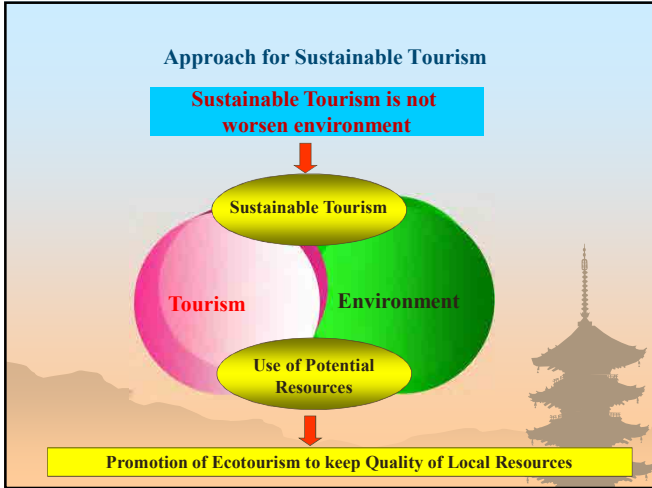 Approach for Sustainable Tourism
Sustainable Tourism is not
worsen environment
Sustainable Tourism
Tourism
Environment
Use of Potential
Resources
Promotion of Ecotourism to keep Quality of Local Resources